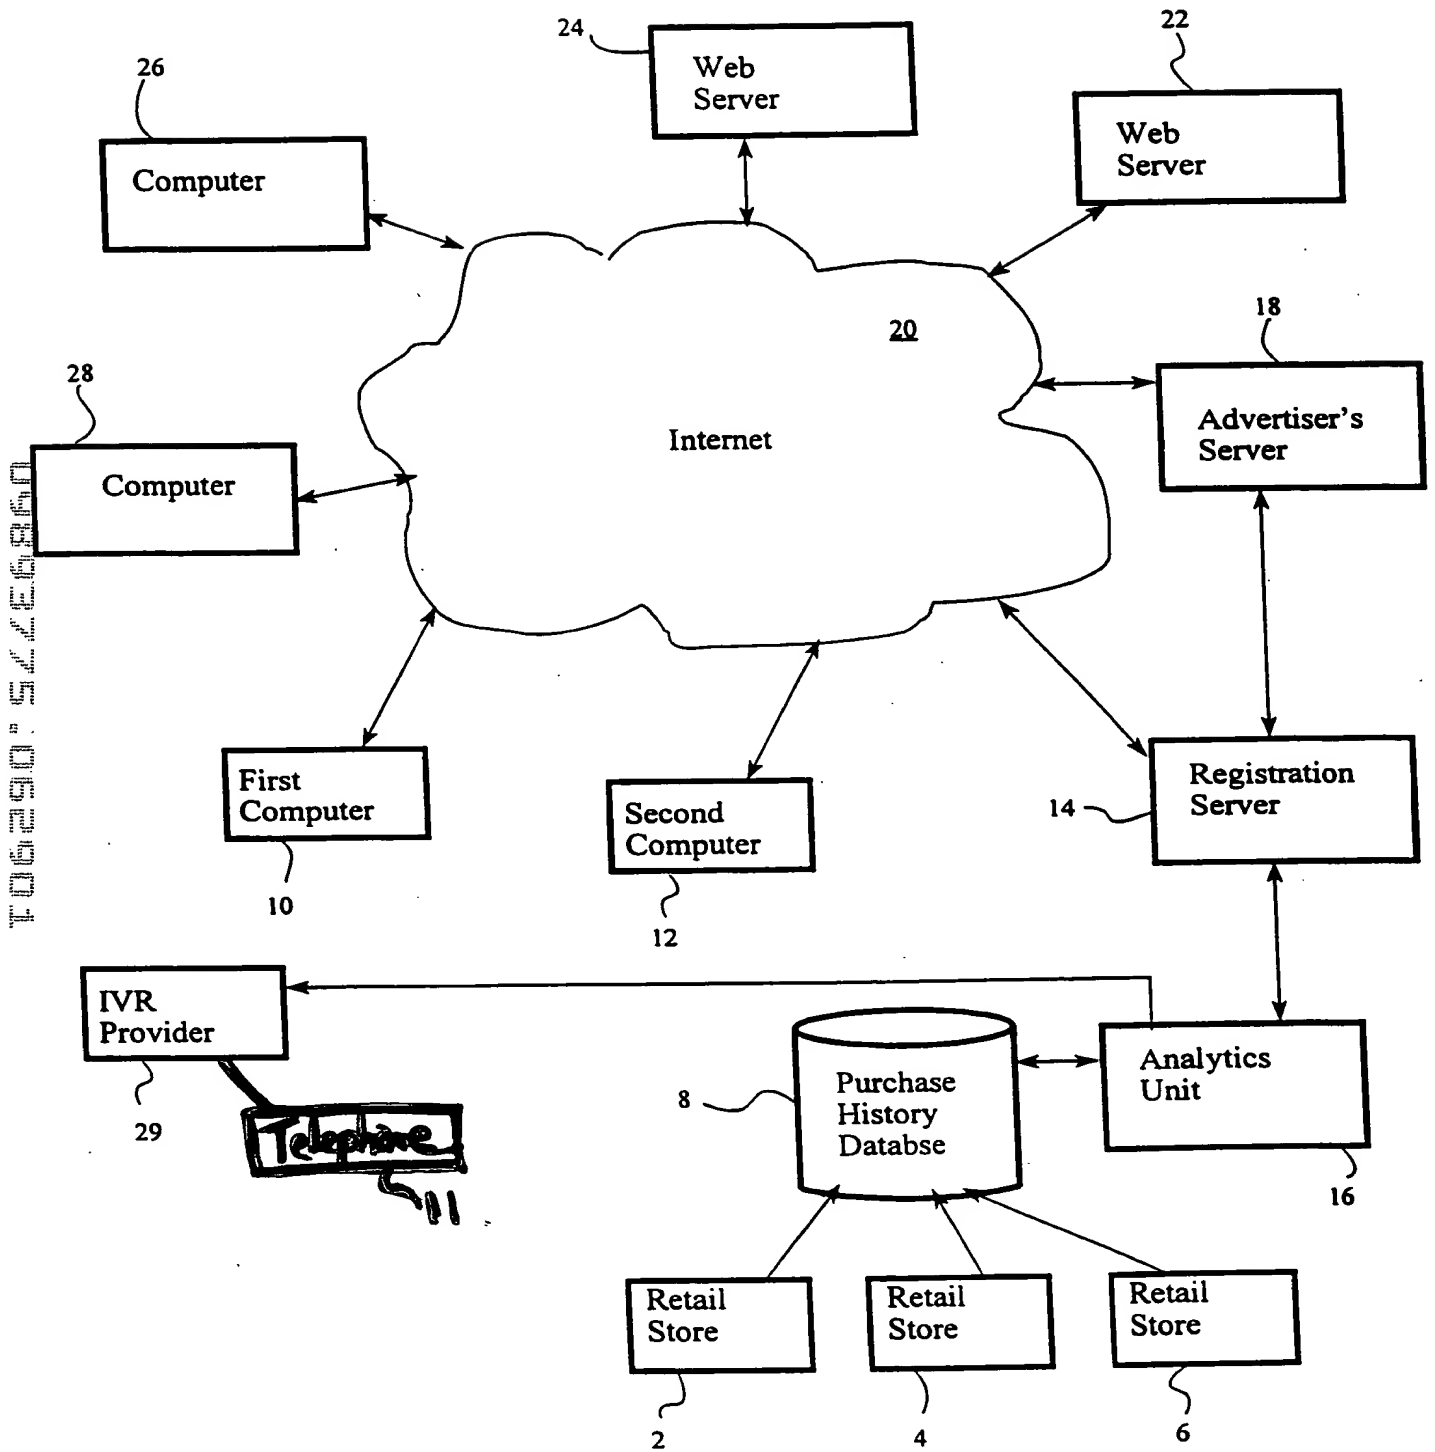 24
22
26
Web
Server
Web
Server
Computer
20
18
28
Internet
Advertiser's
Server
Computer
09893775.062901
First
Computer
Second
Computer
Registration
Server
14
10
12
IVR
Provider
Analytics
Unit
Purchase
History
Databse
8
29
Telephone
11
16
Retail
Store
Retail
Store
Retail
Store
2
4
6